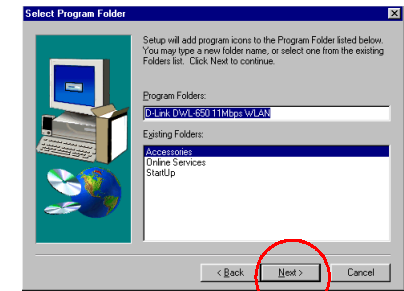 Select Program Folder
Setup will add program icons to the Program Folder listed below.
You may type a new folder name, or select one from the existing
Folders list. Click Next to continue.
Program Folders:
D-Link DWL-650 11Mbps WLAN
Existing Folders:
Accessories
Online Services
StartUp
< Back
Next >
Cancel